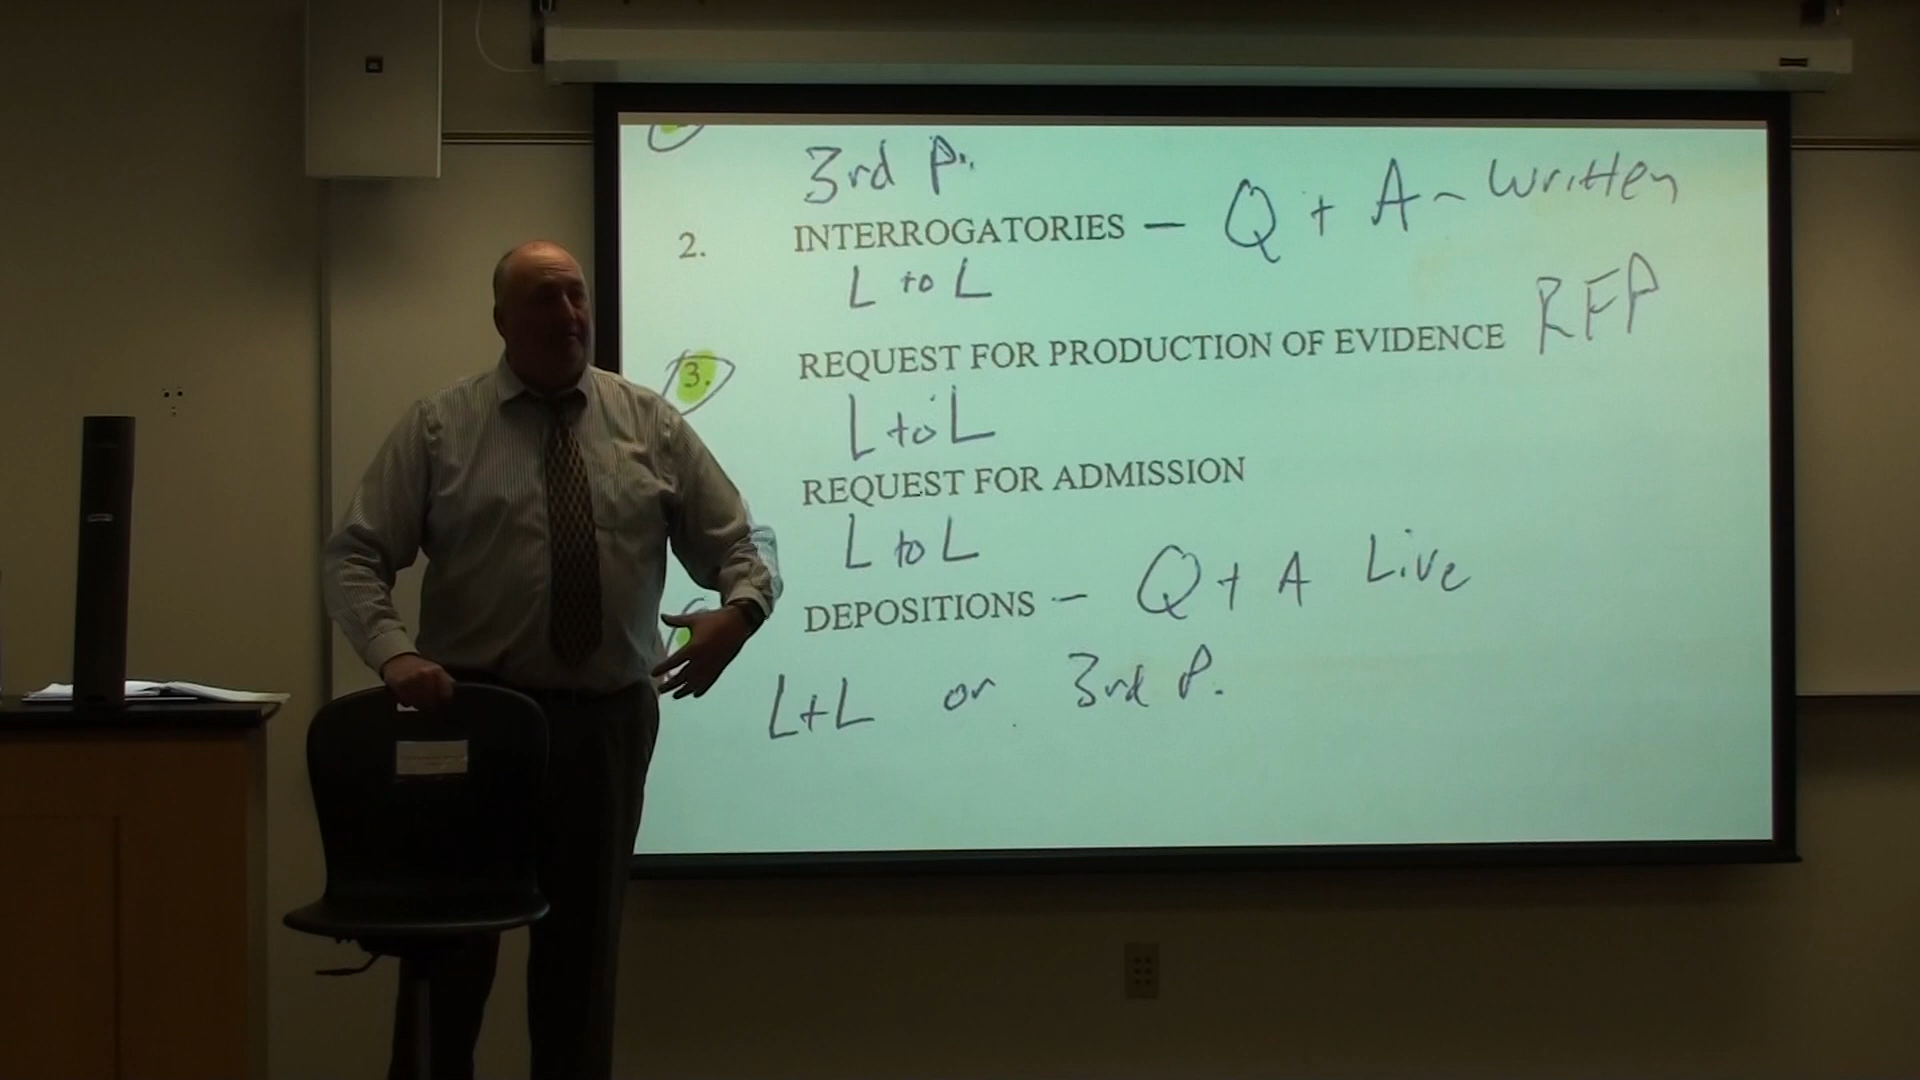 3rd P.
2. INTERROGATORIES — Q + A ~ Written
L to L
3. REQUEST FOR PRODUCTION OF EVIDENCE RFP
L to L
REQUEST FOR ADMISSION
L to L
DEPOSITIONS — Q + A Live
L+L or 3rd P.